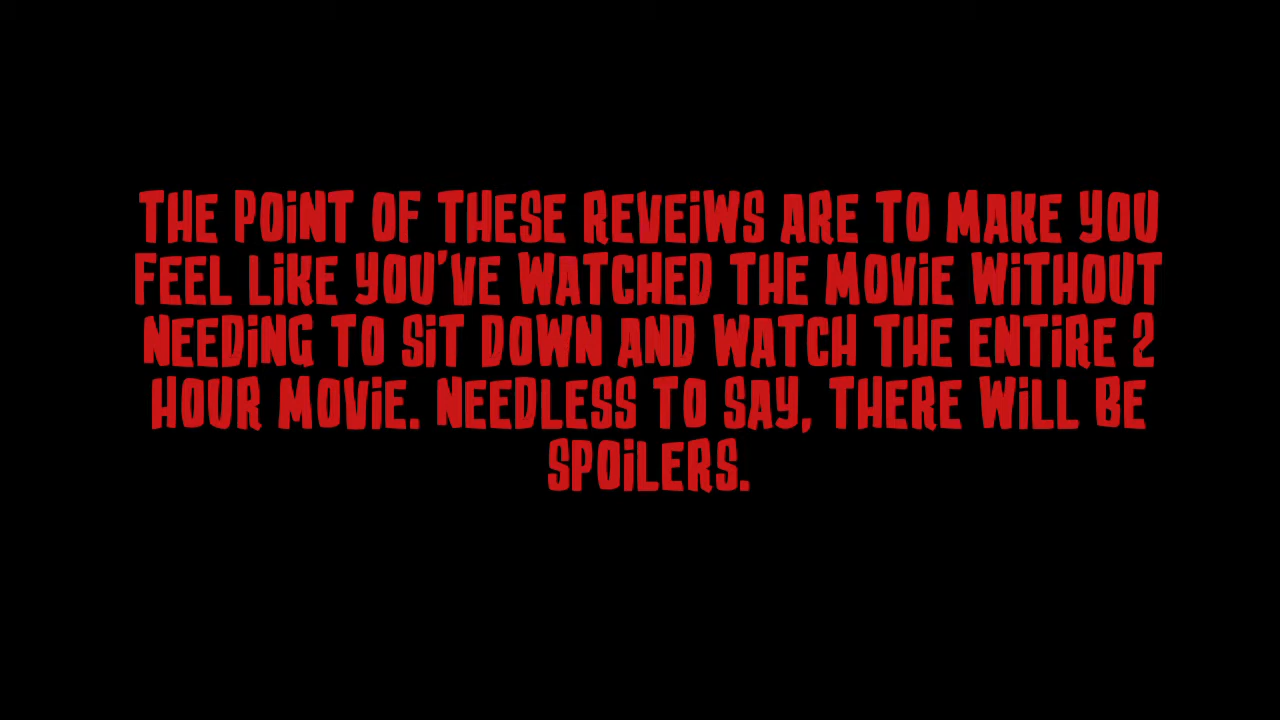 THE POiNT OF THESE REVEiWS ARE TO MAKE YOU
FEEL LiKE YOU'VE WATCHED THE MOViE WiTHOUT
NEEDiNG TO SiT DOWN AND WATCH THE ENTiRE 2
HOUR MOViE. NEEDLESS TO SAY, THERE WiLL BE
SPOiLERS.